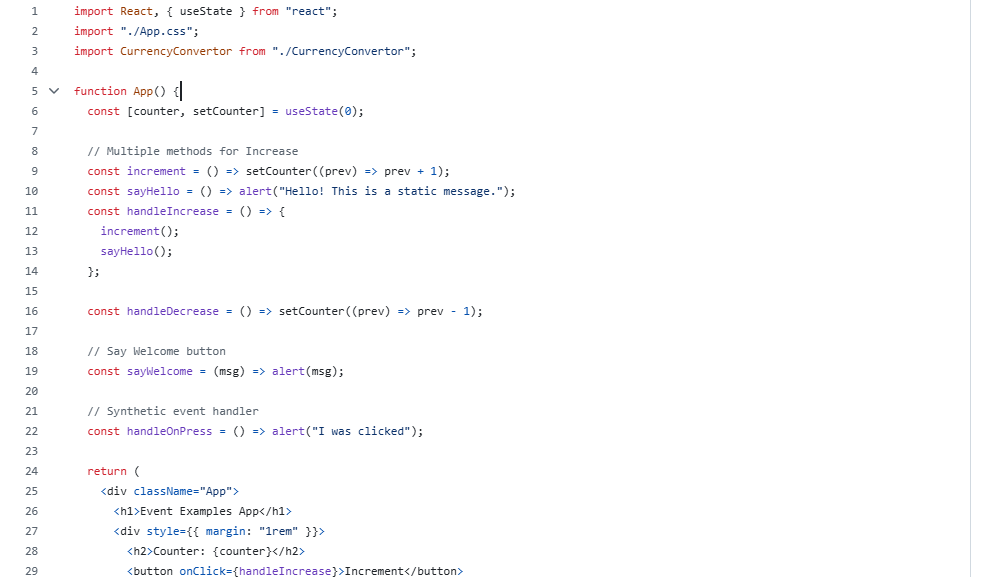 1 import React, { useState } from "react";
2 import "./App.css";
3 import CurrencyConvertor from "./CurrencyConvertor";
4
5 function App() {
6 const [counter, setCounter] = useState(0);
7
8 // Multiple methods for Increase
9 const increment = () => setCounter((prev) => prev + 1);
10 const sayHello = () => alert("Hello! This is a static message.");
11 const handleIncrease = () => {
12 increment();
13 sayHello();
14 };
15
16 const handleDecrease = () => setCounter((prev) => prev - 1);
17
18 // Say Welcome button
19 const sayWelcome = (msg) => alert(msg);
20
21 // Synthetic event handler
22 const handleOnPress = () => alert("I was clicked");
23
24 return (
25 <div className="App">
26 <h1>Event Examples App</h1>
27 <div style={{ margin: "1rem" }}>
28 <h2>Counter: {counter}</h2>
29 <button onClick={handleIncrease}>Increment</button>